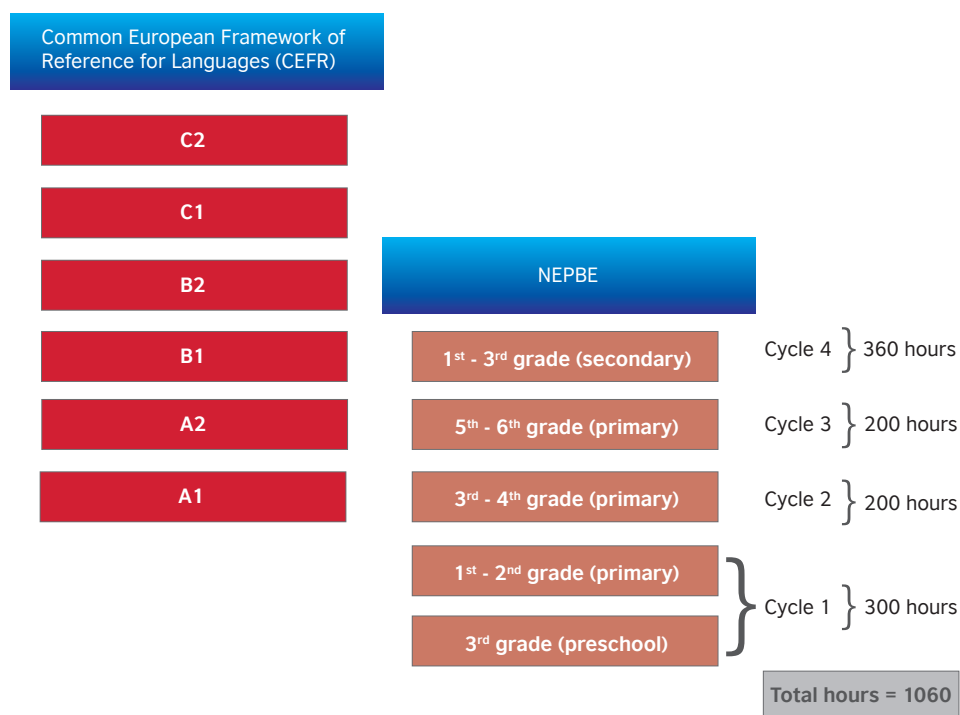 Common European Framework of
Reference for Languages (CEFR)
C2
C1
B2
NEPBE
B1
1st - 3rd grade (secondary)
Cycle 4 } 360 hours
A2
5th - 6th grade (primary)
Cycle 3 } 200 hours
A1
3rd - 4th grade (primary)
Cycle 2 } 200 hours
1st - 2nd grade (primary)
Cycle 1 } 300 hours
3rd grade (preschool)
Total hours = 1060